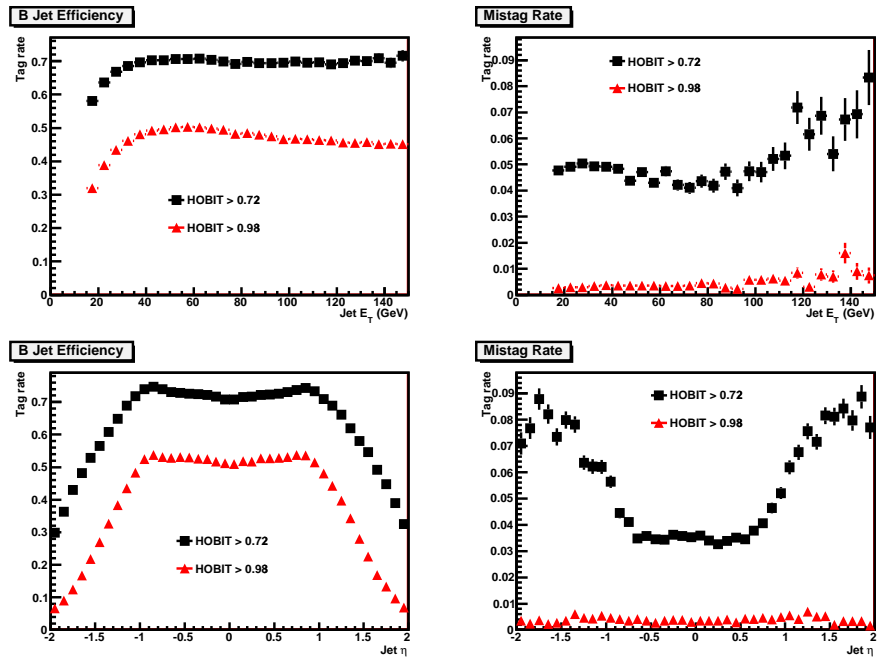 B Jet Efficiency
Tag rate
0.7
0.6
0.5
0.4
0.3
0.2
0.1
0
HOBIT > 0.72
HOBIT > 0.98
0 20 40 60 80 100 120 140
Jet E_T (GeV)
Mistag Rate
Tag rate
0.09
0.08
0.07
0.06
0.05
0.04
0.03
0.02
0.01
0
HOBIT > 0.72
HOBIT > 0.98
0 20 40 60 80 100 120 140
Jet E_T (GeV)
B Jet Efficiency
Tag rate
0.7
0.6
0.5
0.4
0.3
0.2
0.1
0
HOBIT > 0.72
HOBIT > 0.98
-2 -1.5 -1 -0.5 0 0.5 1 1.5 2
Jet η
Mistag Rate
Tag rate
0.09
0.08
0.07
0.06
0.05
0.04
0.03
0.02
0.01
0
HOBIT > 0.72
HOBIT > 0.98
-2 -1.5 -1 -0.5 0 0.5 1 1.5 2
Jet η